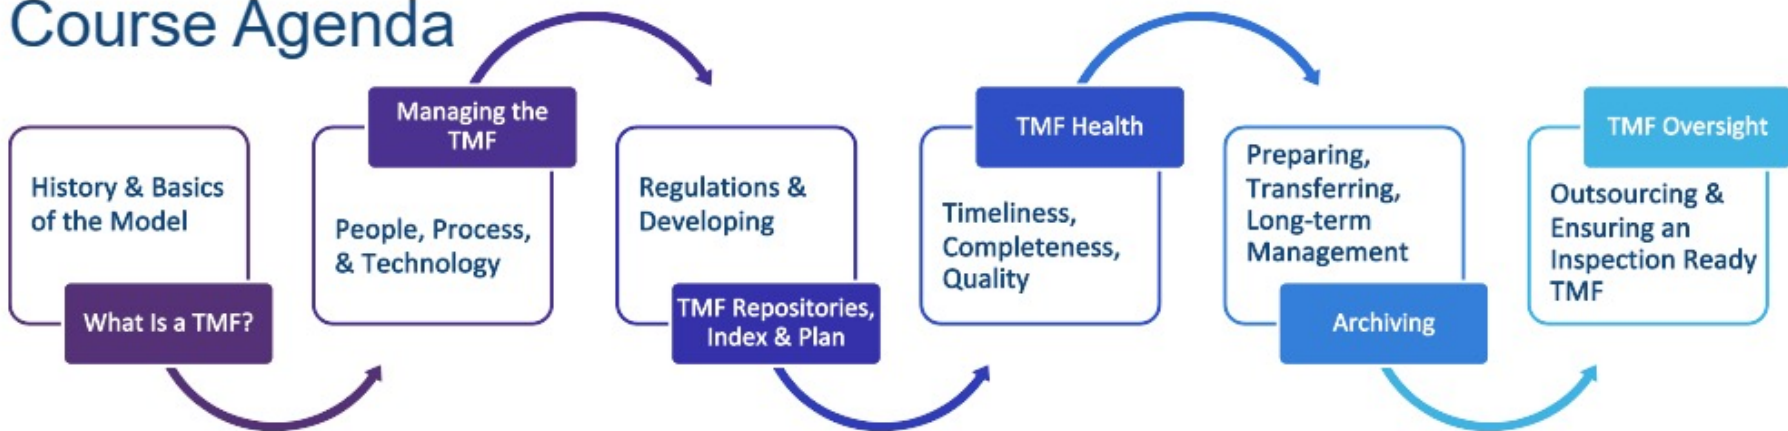 Course Agenda
History & Basics
of the Model
What Is a TMF?
Managing the
TMF
People, Process,
& Technology
Regulations &
Developing
TMF Repositories,
Index & Plan
TMF Health
Timeliness,
Completeness,
Quality
Preparing,
Transferring,
Long-term
Management
Archiving
TMF Oversight
Outsourcing &
Ensuring an
Inspection Ready
TMF